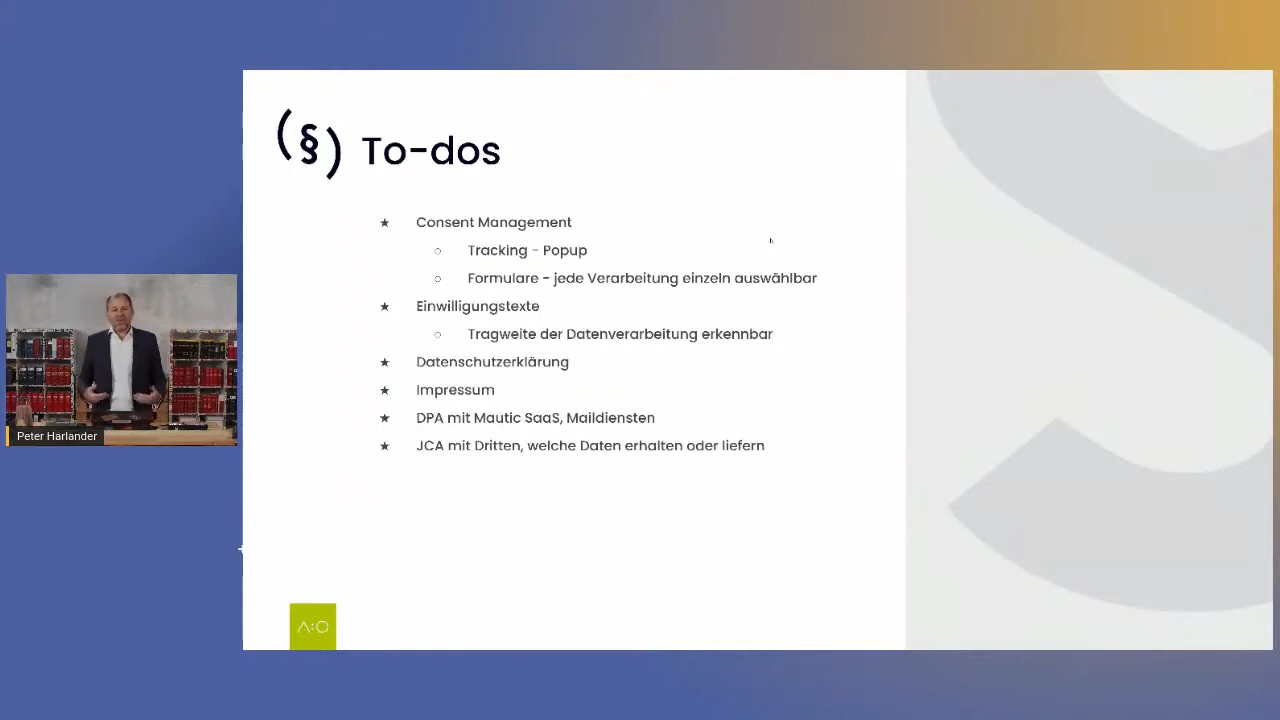 (§) To-dos
★ Consent Management
○ Tracking - Popup
○ Formulare - jede Verarbeitung einzeln auswählbar
★ Einwilligungstexte
○ Tragweite der Datenverarbeitung erkennbar
★ Datenschutzerklärung
★ Impressum
★ DPA mit Mautic SaaS, Maildiensten
★ JCA mit Dritten, welche Daten erhalten oder liefern
Peter Harlander
A:O